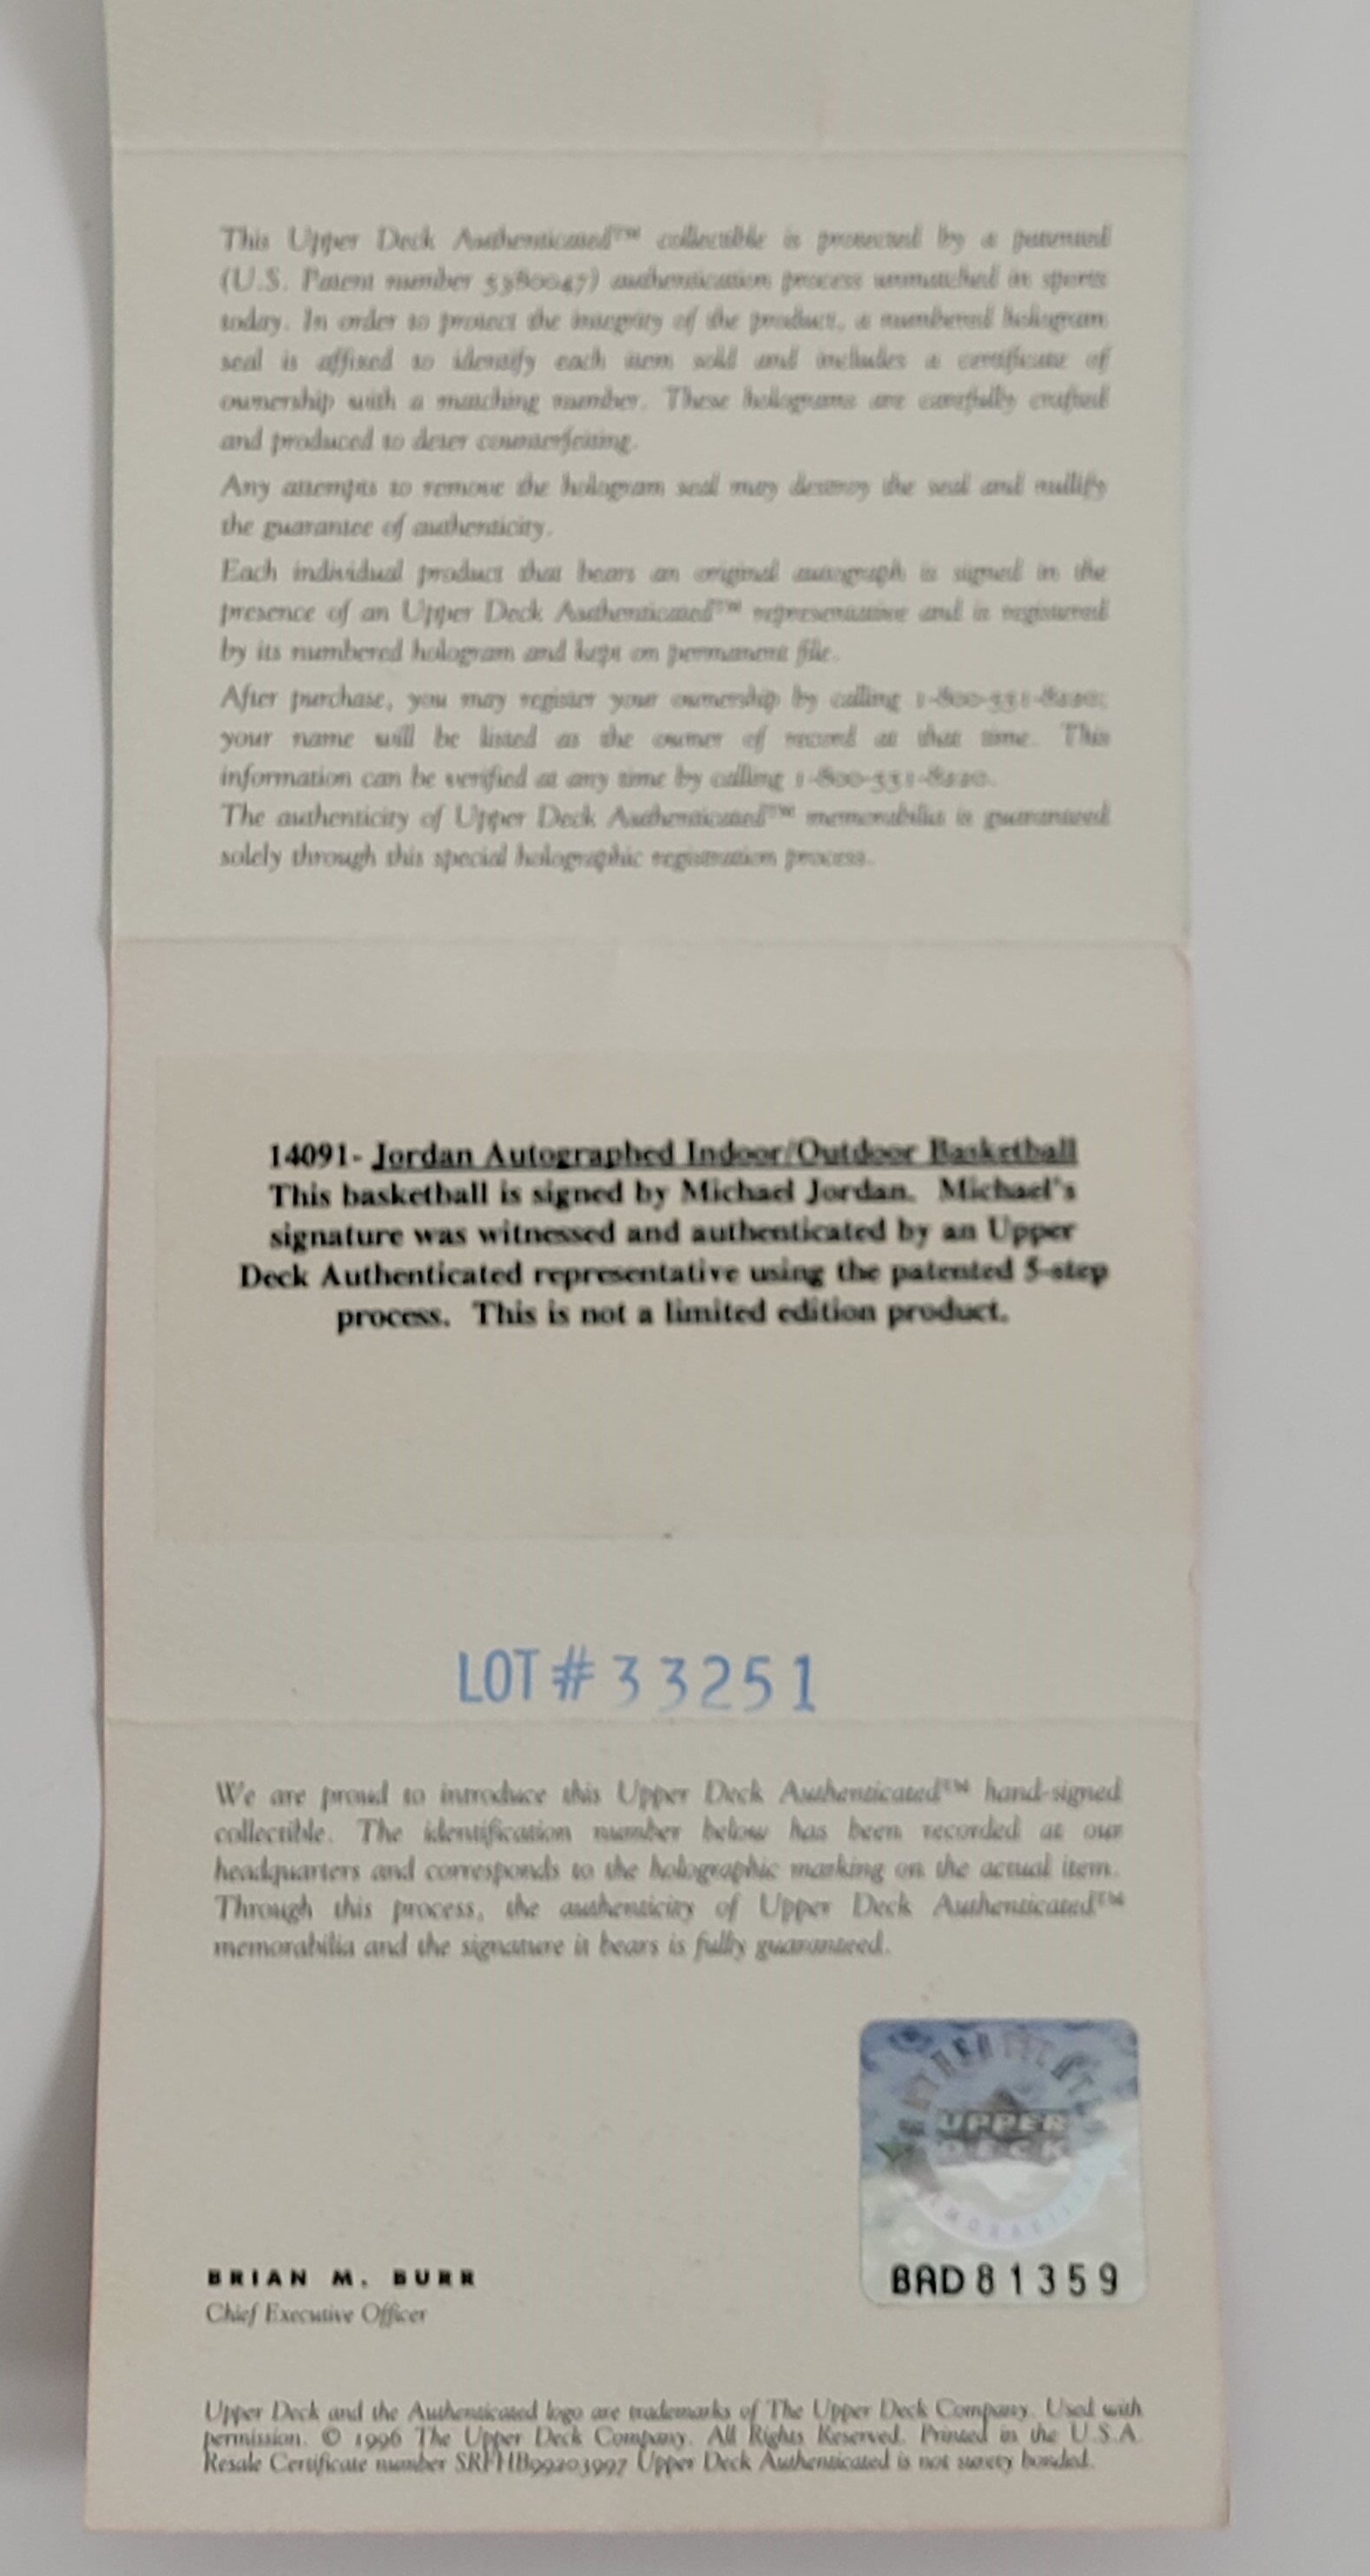 This Upper Deck Authenticated™ collectible is protected by a patented
(U.S. Patent number 5380047) authentication process unmatched in sports
today. In order to protect the integrity of the product, a numbered hologram
seal is affixed to identify each item sold and includes a certificate of
ownership with a matching number. These holograms are carefully crafted
and produced to deter counterfeiting.
Any attempts to remove the hologram seal may destroy the seal and nullify
the guarantee of authenticity.
Each individual product that bears an original autograph is signed in the
presence of an Upper Deck Authenticated™ representative and is registered
by its numbered hologram and kept on permanent file.
After purchase, you may register your ownership by calling
your name will be listed as the owner of record at that time. This
information can be verified at any time by calling
The authenticity of Upper Deck Authenticated™ memorabilia is guaranteed
solely through this special holographic registration process.
14091- Jordan Autographed Indoor/Outdoor Basketball
This basketball is signed by Michael Jordan. Michael's
signature was witnessed and authenticated by an Upper
Deck Authenticated representative using the patented 5-step
process. This is not a limited edition product.
LOT # 33251
We are proud to introduce this Upper Deck Authenticated™ hand-signed
collectible. The identification number below has been recorded at our
headquarters and corresponds to the holographic marking on the actual item.
Through this process, the authenticity of Upper Deck Authenticated™
memorabilia and the signature it bears is fully guaranteed.
AUTHENTICATED
UPPER
DECK
MEMORABILIA
BAD81359
BRIAN M. BURR
Chief Executive Officer
Upper Deck and the Authenticated logo are trademarks of The Upper Deck Company. Used with
permission. © 1996 The Upper Deck Company. All Rights Reserved. Printed in the U.S.A.
Resale Certificate number SRFHB99203997 Upper Deck Authenticated is not surety bonded.